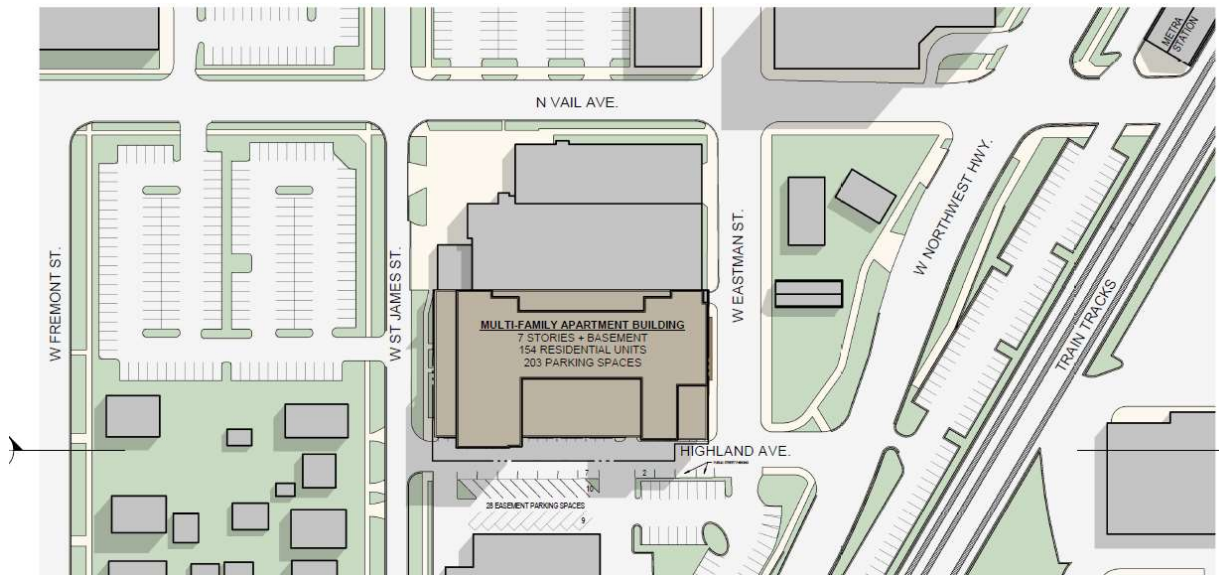 METRA
STATION
N VAIL AVE.
W FREMONT ST.
W ST JAMES ST.
W EASTMAN ST.
W NORTHWEST HWY.
TRAIN TRACKS
MULTI-FAMILY APARTMENT BUILDING
7 STORIES + BASEMENT
154 RESIDENTIAL UNITS
203 PARKING SPACES
HIGHLAND AVE.
7
2
10
28 EASEMENT PARKING SPACES
9